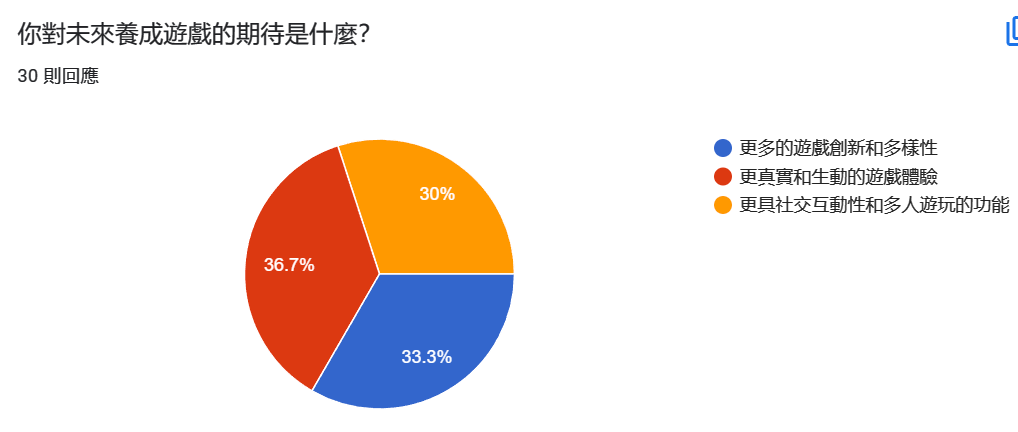 你對未來養成遊戲的期待是什麼?
30 則回應
更多的遊戲創新和多樣性
更真實和生動的遊戲體驗
更具社交互動性和多人遊玩的功能
30%
36.7%
33.3%